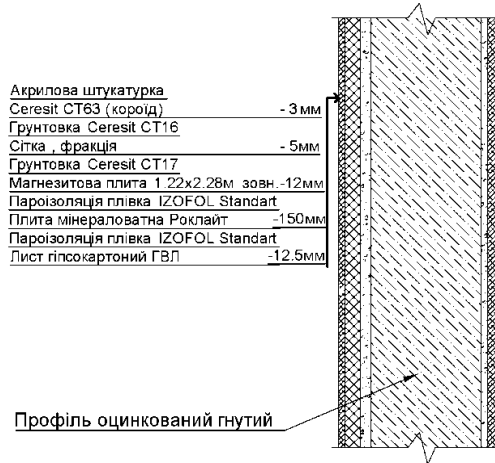 Акрилова штукатурка
Ceresit CT63 (короїд) - 3мм
Грунтовка Ceresit CT16
Сітка , фракція - 5мм
Грунтовка Ceresit CT17
Магнезитова плита 1.22х2.28м зовн.-12мм
Пароізоляція плівка IZOFOL Standart
Плита мінераловатна Роклайт -150мм
Пароізоляція плівка IZOFOL Standart
Лист гіпсокартоний ГВЛ -12.5мм
Профіль оцинкований гнутий